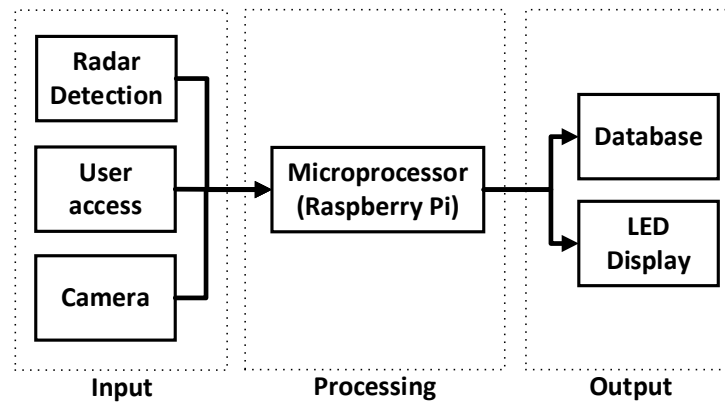 Radar
Detection
User
access
Camera
Input
Microprocessor
(Raspberry Pi)
Processing
Database
LED
Display
Output